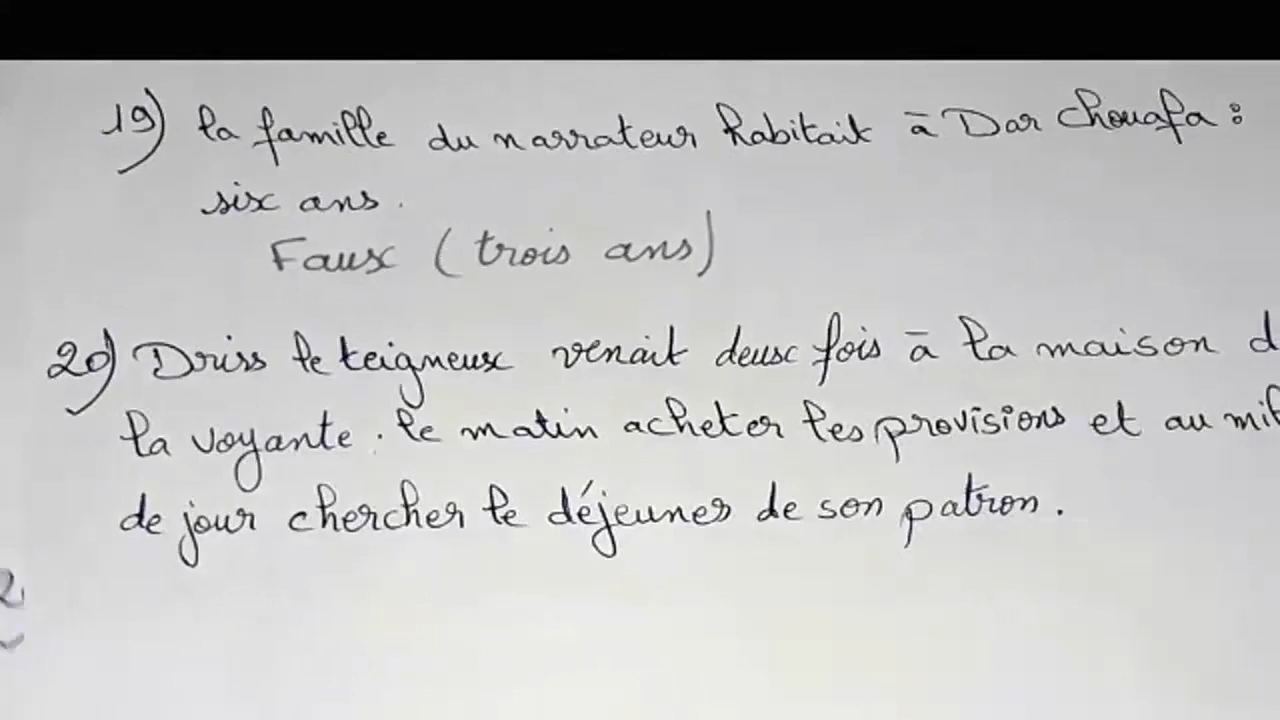 19) la famille du narrateur habitait à Dar Chouafa :
six ans.
Faux (trois ans)
20) Driss le teigneux venait deux fois à la maison d
la voyante. le matin acheter les provisions et au mil
de jour chercher le déjeuner de son patron.
2